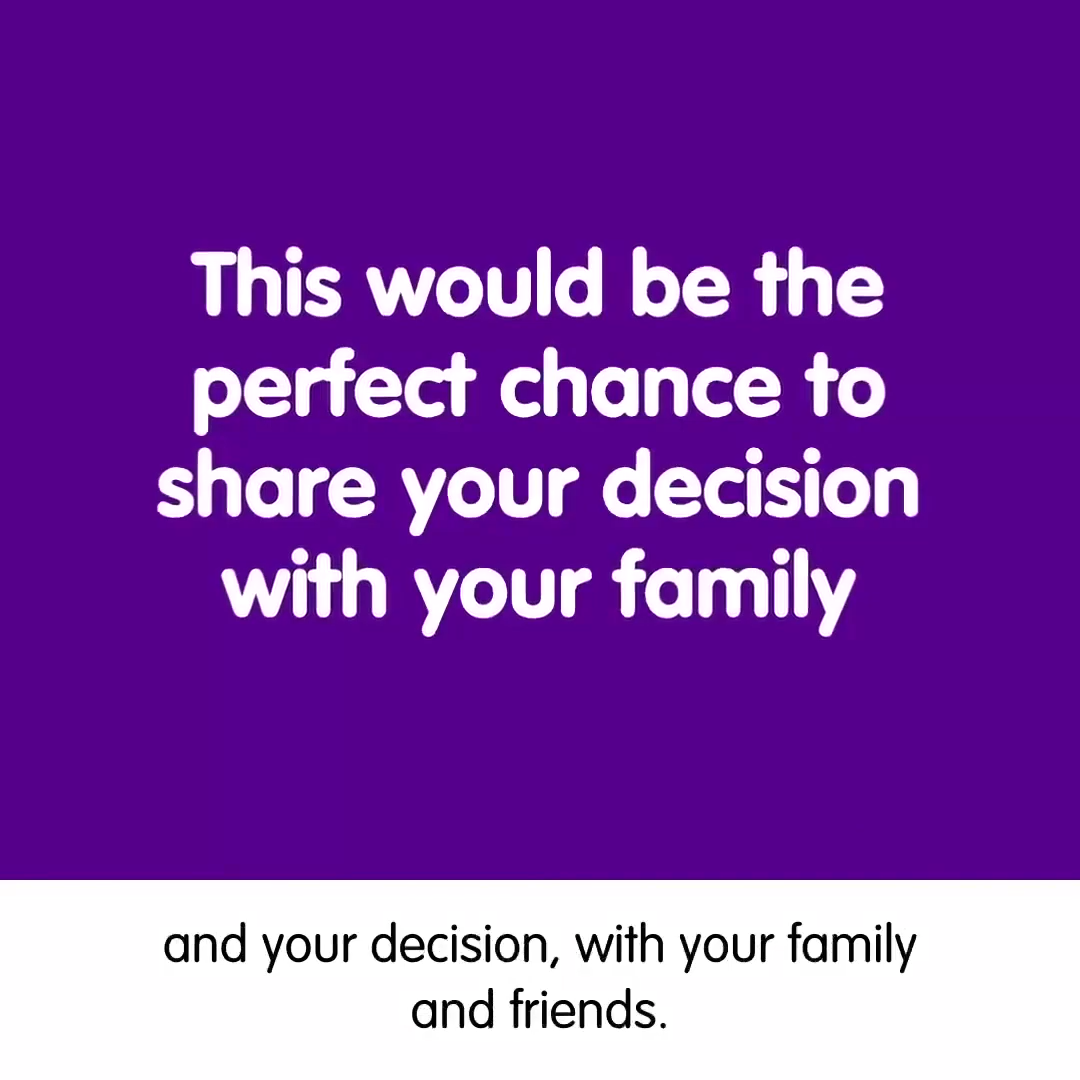 This would be the
perfect chance to
share your decision
with your family
and your decision, with your family
and friends.